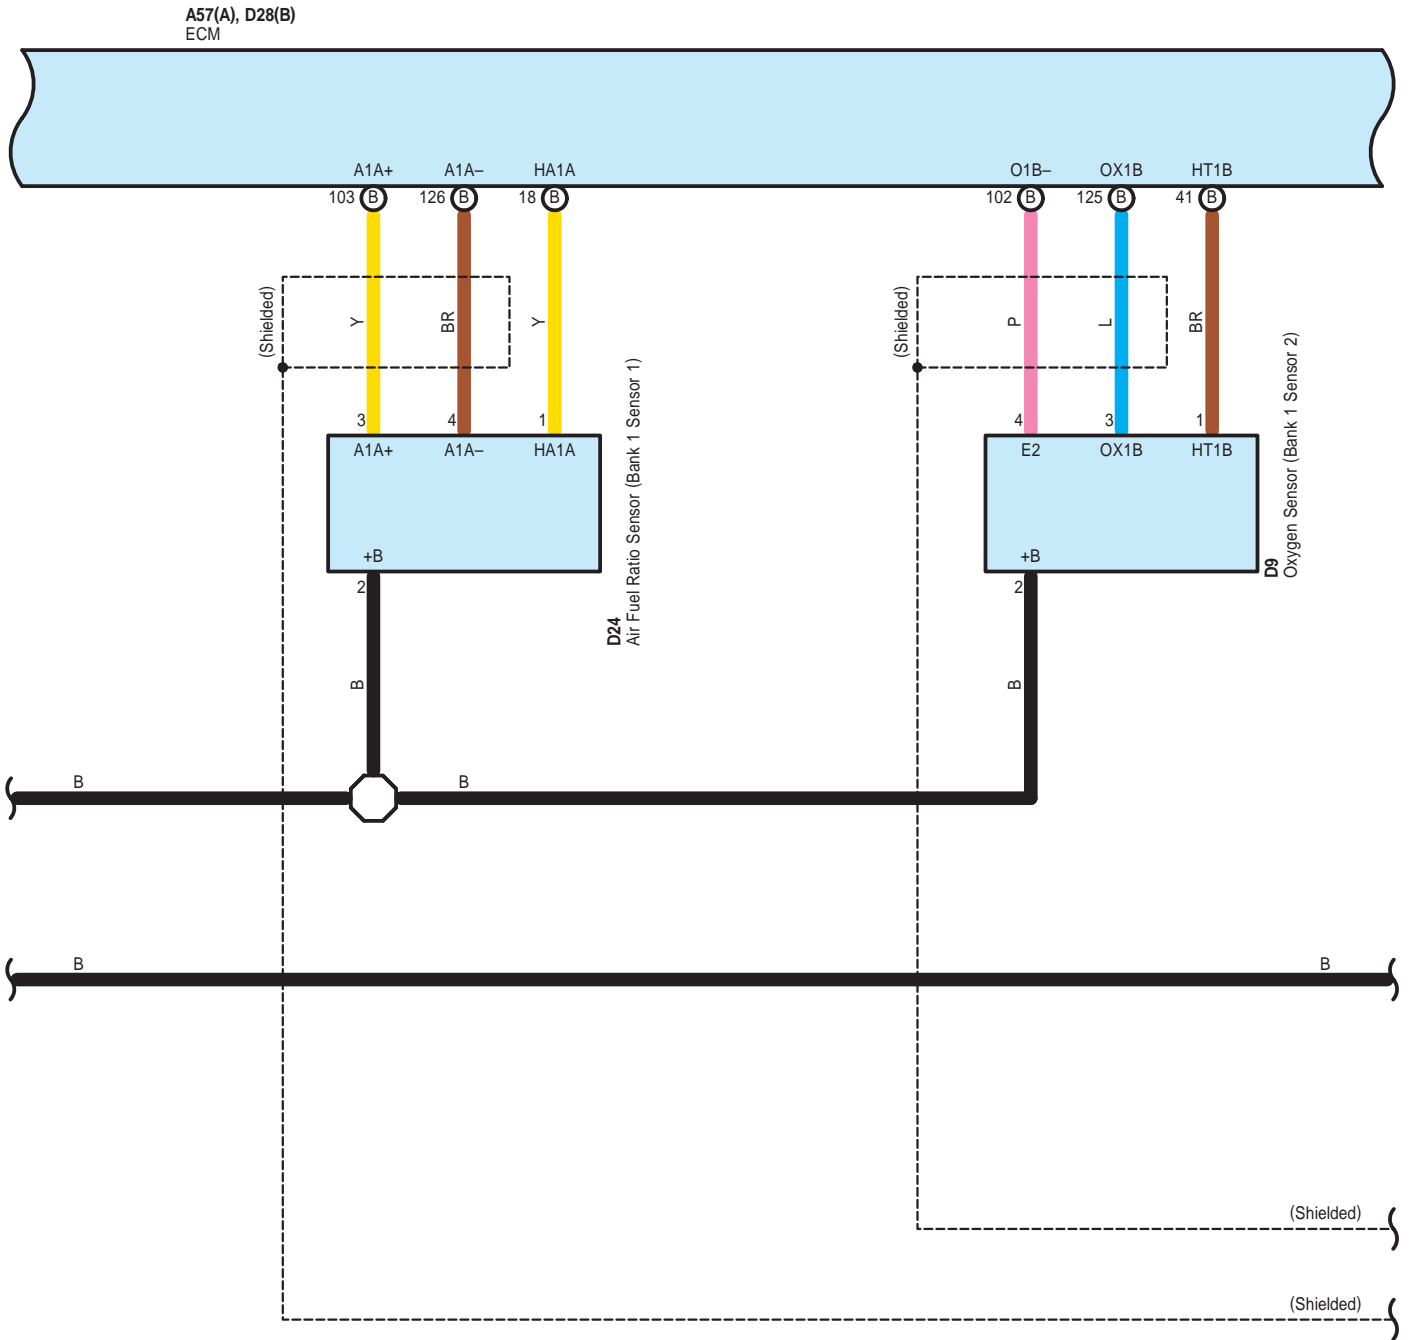 A57(A), D28(B)
ECM
A1A+ A1A– HA1A O1B– OX1B HT1B
103 B 126 B 18 B 102 B 125 B 41 B
(Shielded) (Shielded)
Y BR Y P L BR
3 4 1 4 3 1
A1A+ A1A– HA1A E2 OX1B HT1B
+B +B
2 2
D24
Air Fuel Ratio Sensor (Bank 1 Sensor 1)
D9
Oxygen Sensor (Bank 1 Sensor 2)
B B
B B
B B
(Shielded)
(Shielded)